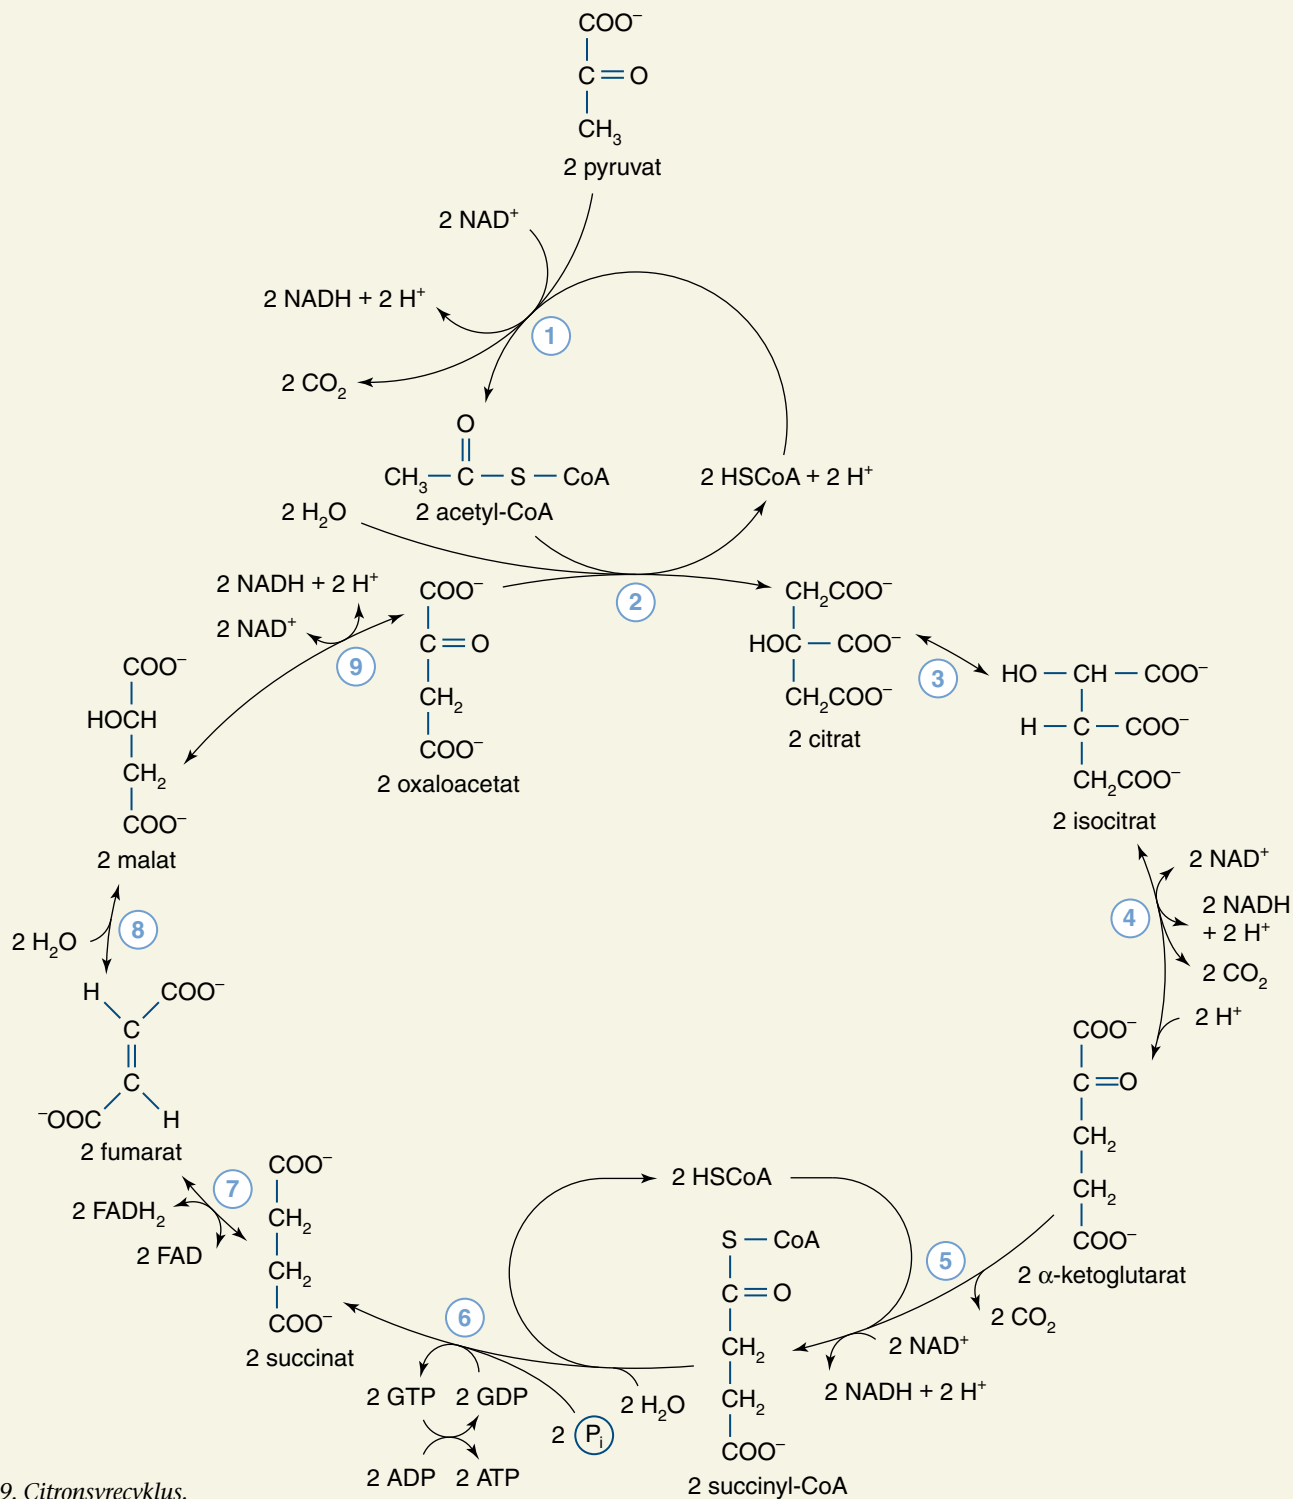 COO⁻
C=O
CH₃
2 pyruvat
2 NAD⁺
2 NADH + 2 H⁺
1
2 CO₂
O
CH₃—C—S—CoA
2 acetyl-CoA
2 HSCoA + 2 H⁺
2 H₂O
2
2 NADH + 2 H⁺
2 NAD⁺
9
COO⁻
C=O
CH₂
COO⁻
2 oxaloacetat
CH₂COO⁻
HOC—COO⁻
CH₂COO⁻
2 citrat
3
HO—CH—COO⁻
H—C—COO⁻
CH₂COO⁻
2 isocitrat
4
2 NAD⁺
2 NADH
+ 2 H⁺
2 CO₂
2 H⁺
COO⁻
C=O
CH₂
CH₂
COO⁻
2 α-ketoglutarat
5
2 CO₂
2 NAD⁺
2 NADH + 2 H⁺
2 HSCoA
S—CoA
C=O
CH₂
CH₂
COO⁻
2 succinyl-CoA
6
2 H₂O
2 Pᵢ
2 GTP 2 GDP
2 ADP 2 ATP
COO⁻
CH₂
CH₂
COO⁻
2 succinat
7
2 FADH₂
2 FAD
H COO⁻
C
C
⁻OOC H
2 fumarat
8
2 H₂O
COO⁻
HOCH
CH₂
COO⁻
2 malat
9. Citronsyrecyklus.